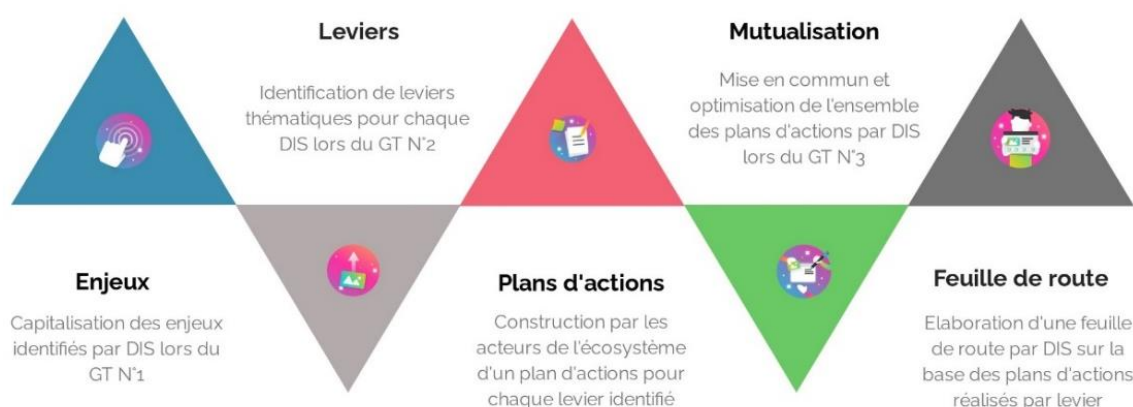 Enjeux
Capitalisation des enjeux
identifiés par DIS lors du
GT N°1
Leviers
Identification de leviers
thématiques pour chaque
DIS lors du GT N°2
Plans d'actions
Construction par les
acteurs de l'écosystème
d'un plan d'actions pour
chaque levier identifié
Mutualisation
Mise en commun et
optimisation de l'ensemble
des plans d'actions par DIS
lors du GT N°3
Feuille de route
Elaboration d'une feuille
de route par DIS sur la
base des plans d'actions
réalisés par levier